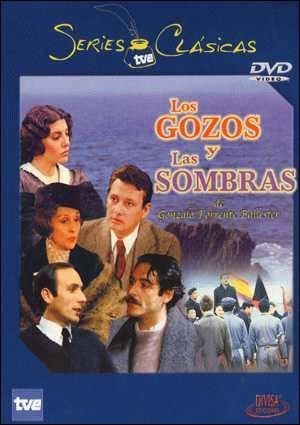 SERIES CLÁSICAS
tve
DVD
VIDEO
LOS
GOZOS
y
LAS
SOMBRAS
de
Gonzalo Torrente Ballester
tve
DIVISA